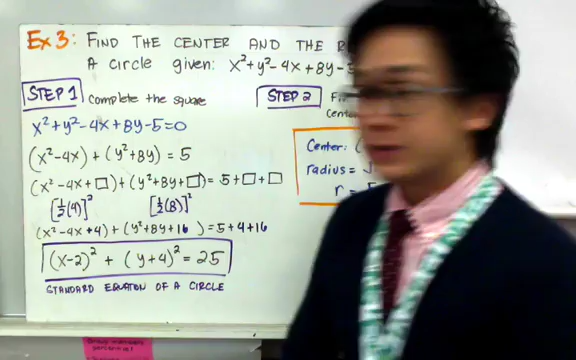 Ex 3: FIND THE CENTER AND THE R
A circle given: x²+y²-4x+8y-5
STEP 1 Complete the square
x²+y²-4x+8y-5=0
(x²-4x)+(y²+8y)=5
(x²-4x+□)+(y²+8y+□)=5+□+□
[½(4)]² [½(8)]²
(x²-4x+4)+(y²+8y+16)=5+4+16
(x-2)²+(y+4)²=25
STANDARD EQUATION OF A CIRCLE
STEP 2
Center: (
radius = √
r =